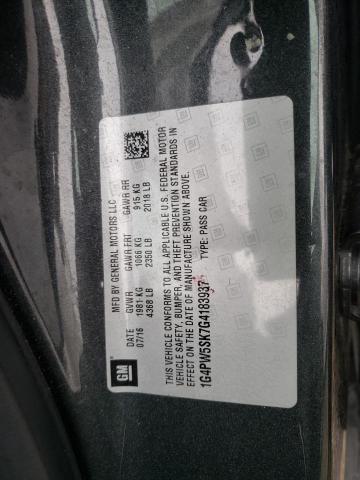 MFD BY GENERAL MOTORS LLC
DATE GVWR GAWR FRT GAWR RR
07/16 1981 KG 1066 KG 915 KG
4368 LB 2350 LB 2018 LB
THIS VEHICLE CONFORMS TO ALL APPLICABLE U.S. FEDERAL MOTOR
VEHICLE SAFETY, BUMPER, AND THEFT PREVENTION STANDARDS IN
EFFECT ON THE DATE OF MANUFACTURE SHOWN ABOVE.
1G4PW5SK7G4183937 TYPE: PASS CAR
GM